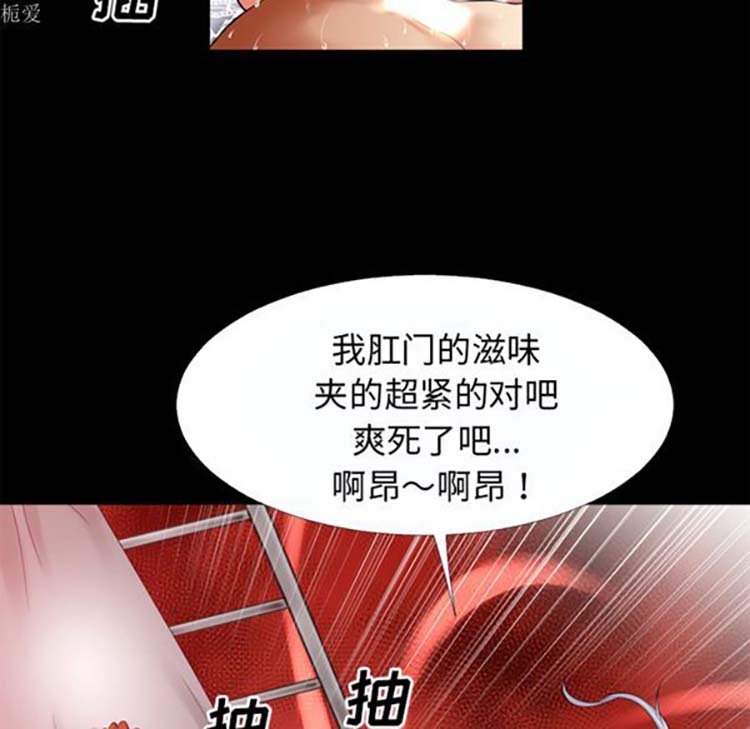 栀爱
抽
我肛门的滋味
夹的超紧的对吧
爽死了吧...
啊昂～啊昂！
抽
抽